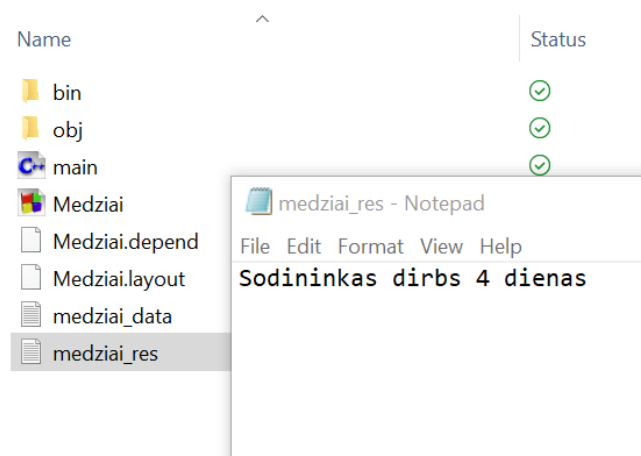 Name
Status
bin
obj
main
Medziai
Medziai.depend
Medziai.layout
medziai_data
medziai_res
medziai_res - Notepad
File Edit Format View Help
Sodininkas dirbs 4 dienas